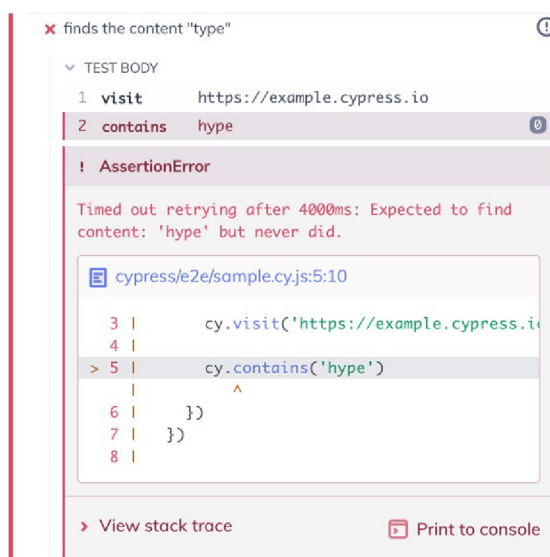 finds the content "type"
TEST BODY
1 visit https://example.cypress.io
2 contains hype 0
! AssertionError
Timed out retrying after 4000ms: Expected to find
content: 'hype' but never did.
cypress/e2e/sample.cy.js:5:10
3 | cy.visit('https://example.cypress.io
4 |
> 5 | cy.contains('hype')
| ^
6 | })
7 | })
8 |
> View stack trace
Print to console